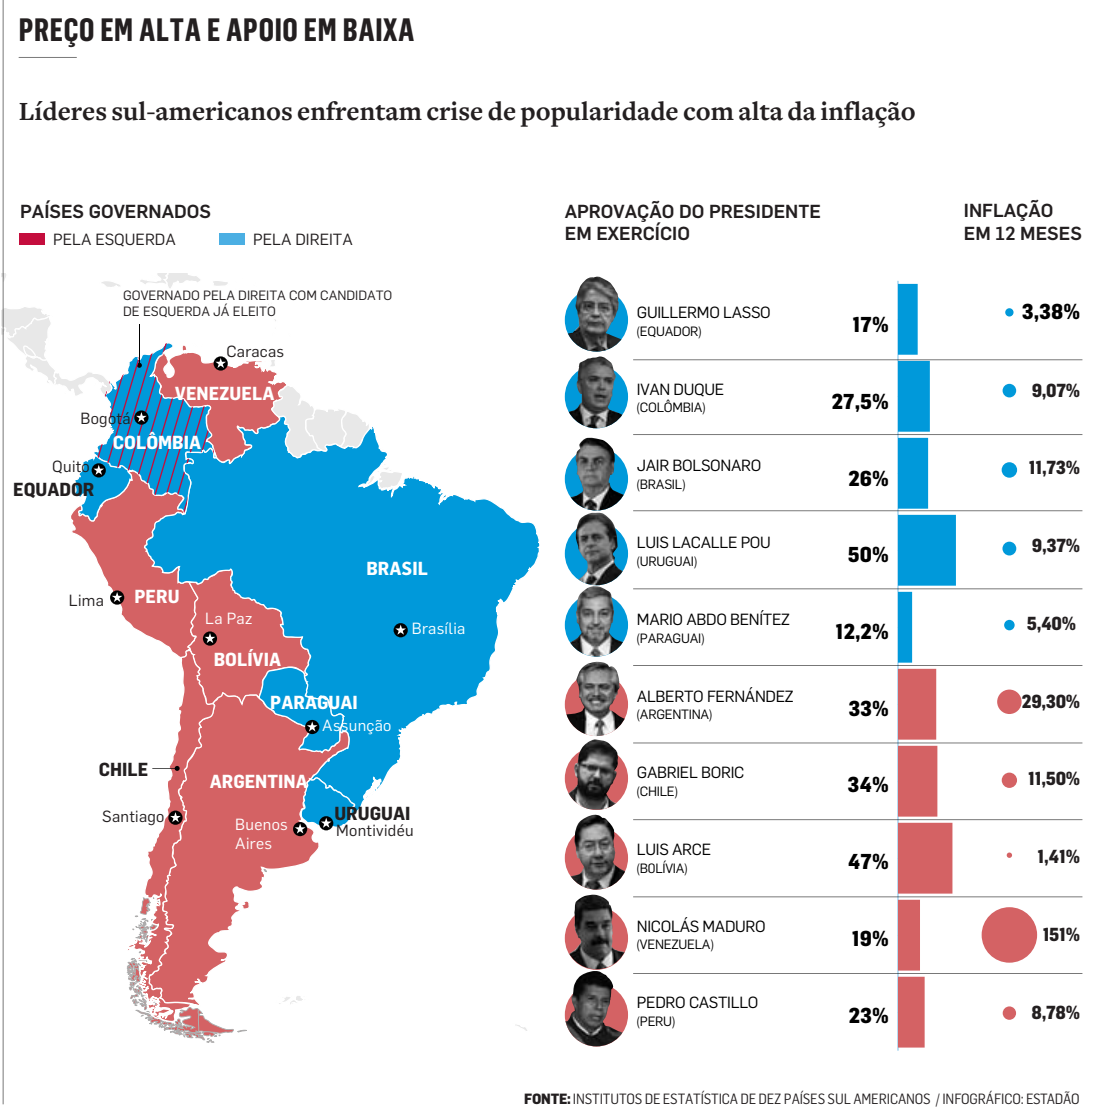 PREÇO EM ALTA E APOIO EM BAIXA
Líderes sul-americanos enfrentam crise de popularidade com alta da inflação
PAÍSES GOVERNADOS
PELA ESQUERDA
PELA DIREITA
GOVERNADO PELA DIREITA COM CANDIDATO
DE ESQUERDA JÁ ELEITO
Caracas
VENEZUELA
Bogotá
COLÔMBIA
Quito
EQUADOR
BRASIL
Lima
PERU
La Paz
Brasília
BOLÍVIA
PARAGUAI
Assunção
CHILE
ARGENTINA
Santiago
URUGUAI
Buenos
Aires
Montividéu
APROVAÇÃO DO PRESIDENTE
EM EXERCÍCIO
INFLAÇÃO
EM 12 MESES
GUILLERMO LASSO
(EQUADOR)
17%
3,38%
IVAN DUQUE
(COLÔMBIA)
27,5%
9,07%
JAIR BOLSONARO
(BRASIL)
26%
11,73%
LUIS LACALLE POU
(URUGUAI)
50%
9,37%
MARIO ABDO BENÍTEZ
(PARAGUAI)
12,2%
5,40%
ALBERTO FERNÁNDEZ
(ARGENTINA)
33%
29,30%
GABRIEL BORIC
(CHILE)
34%
11,50%
LUIS ARCE
(BOLÍVIA)
47%
1,41%
NICOLÁS MADURO
(VENEZUELA)
19%
151%
PEDRO CASTILLO
(PERU)
23%
8,78%
FONTE: INSTITUTOS DE ESTATÍSTICA DE DEZ PAÍSES SUL AMERICANOS / INFOGRÁFICO: ESTADÃO